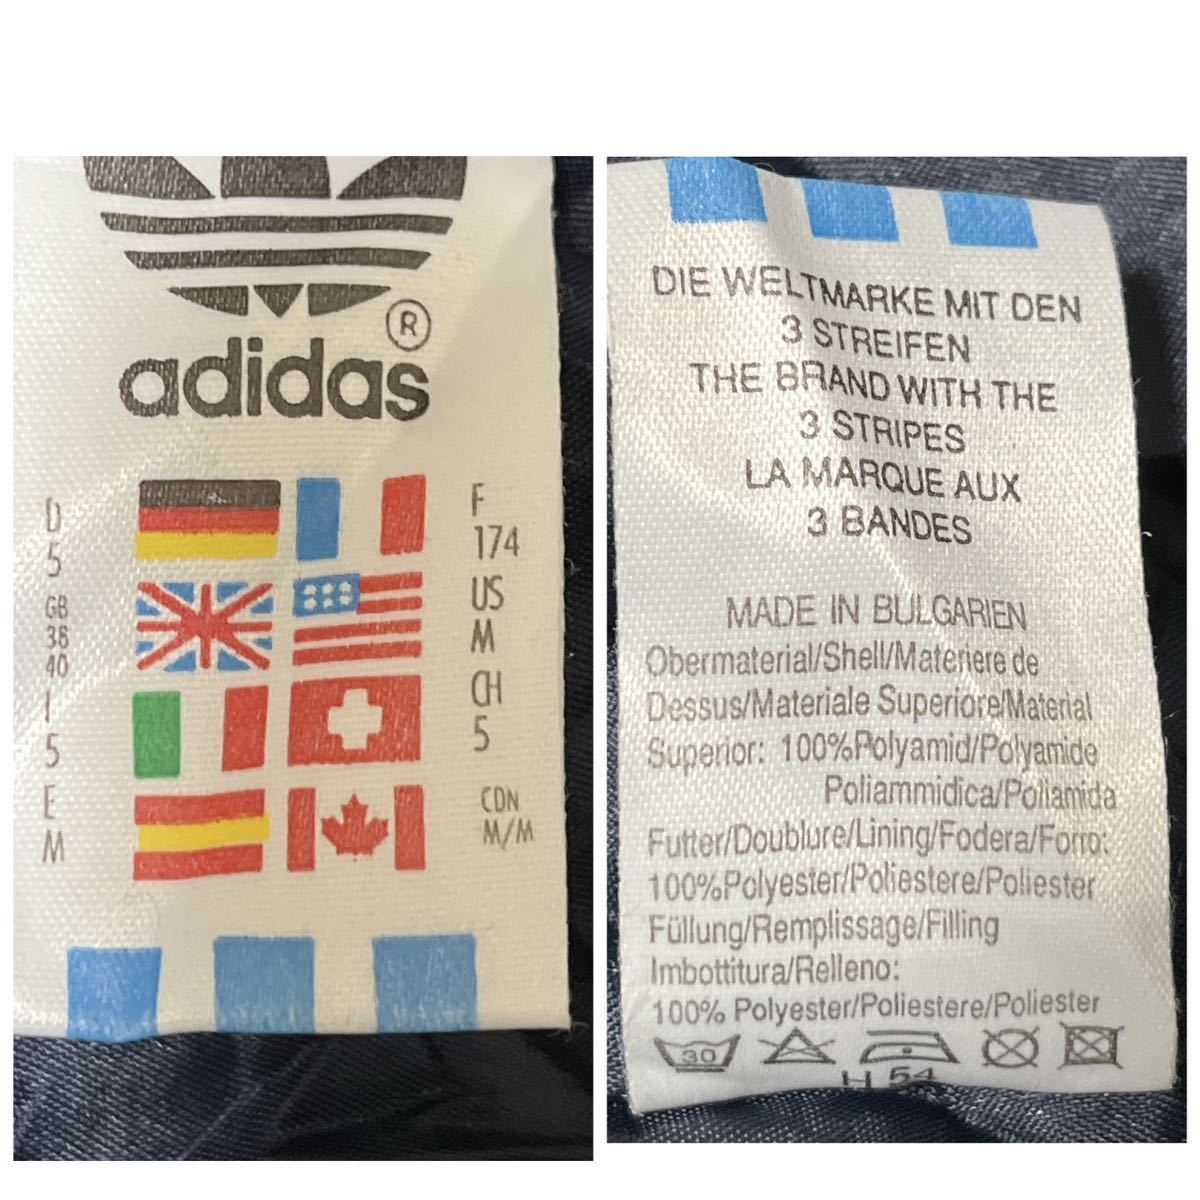 ®
adidas
D
5
GB
38
40
I
5
E
M
F
174
US
M
CH
5
CDN
M/M
DIE WELTMARKE MIT DEN
3 STREIFEN
THE BRAND WITH THE
3 STRIPES
LA MARQUE AUX
3 BANDES
MADE IN BULGARIEN
Obermaterial/Shell/Materiere de
Dessus/Materiale Superiore/Material
Superior: 100%Polyamid/Polyamide
Poliammidica/Poliamida
Futter/Doublure/Lining/Fodera/Forro:
100%Polyester/Poliestere/Poliester
Füllung/Remplissage/Filling
Imbottitura/Relleno:
100% Polyester/Poliestere/Poliester
30
H 54